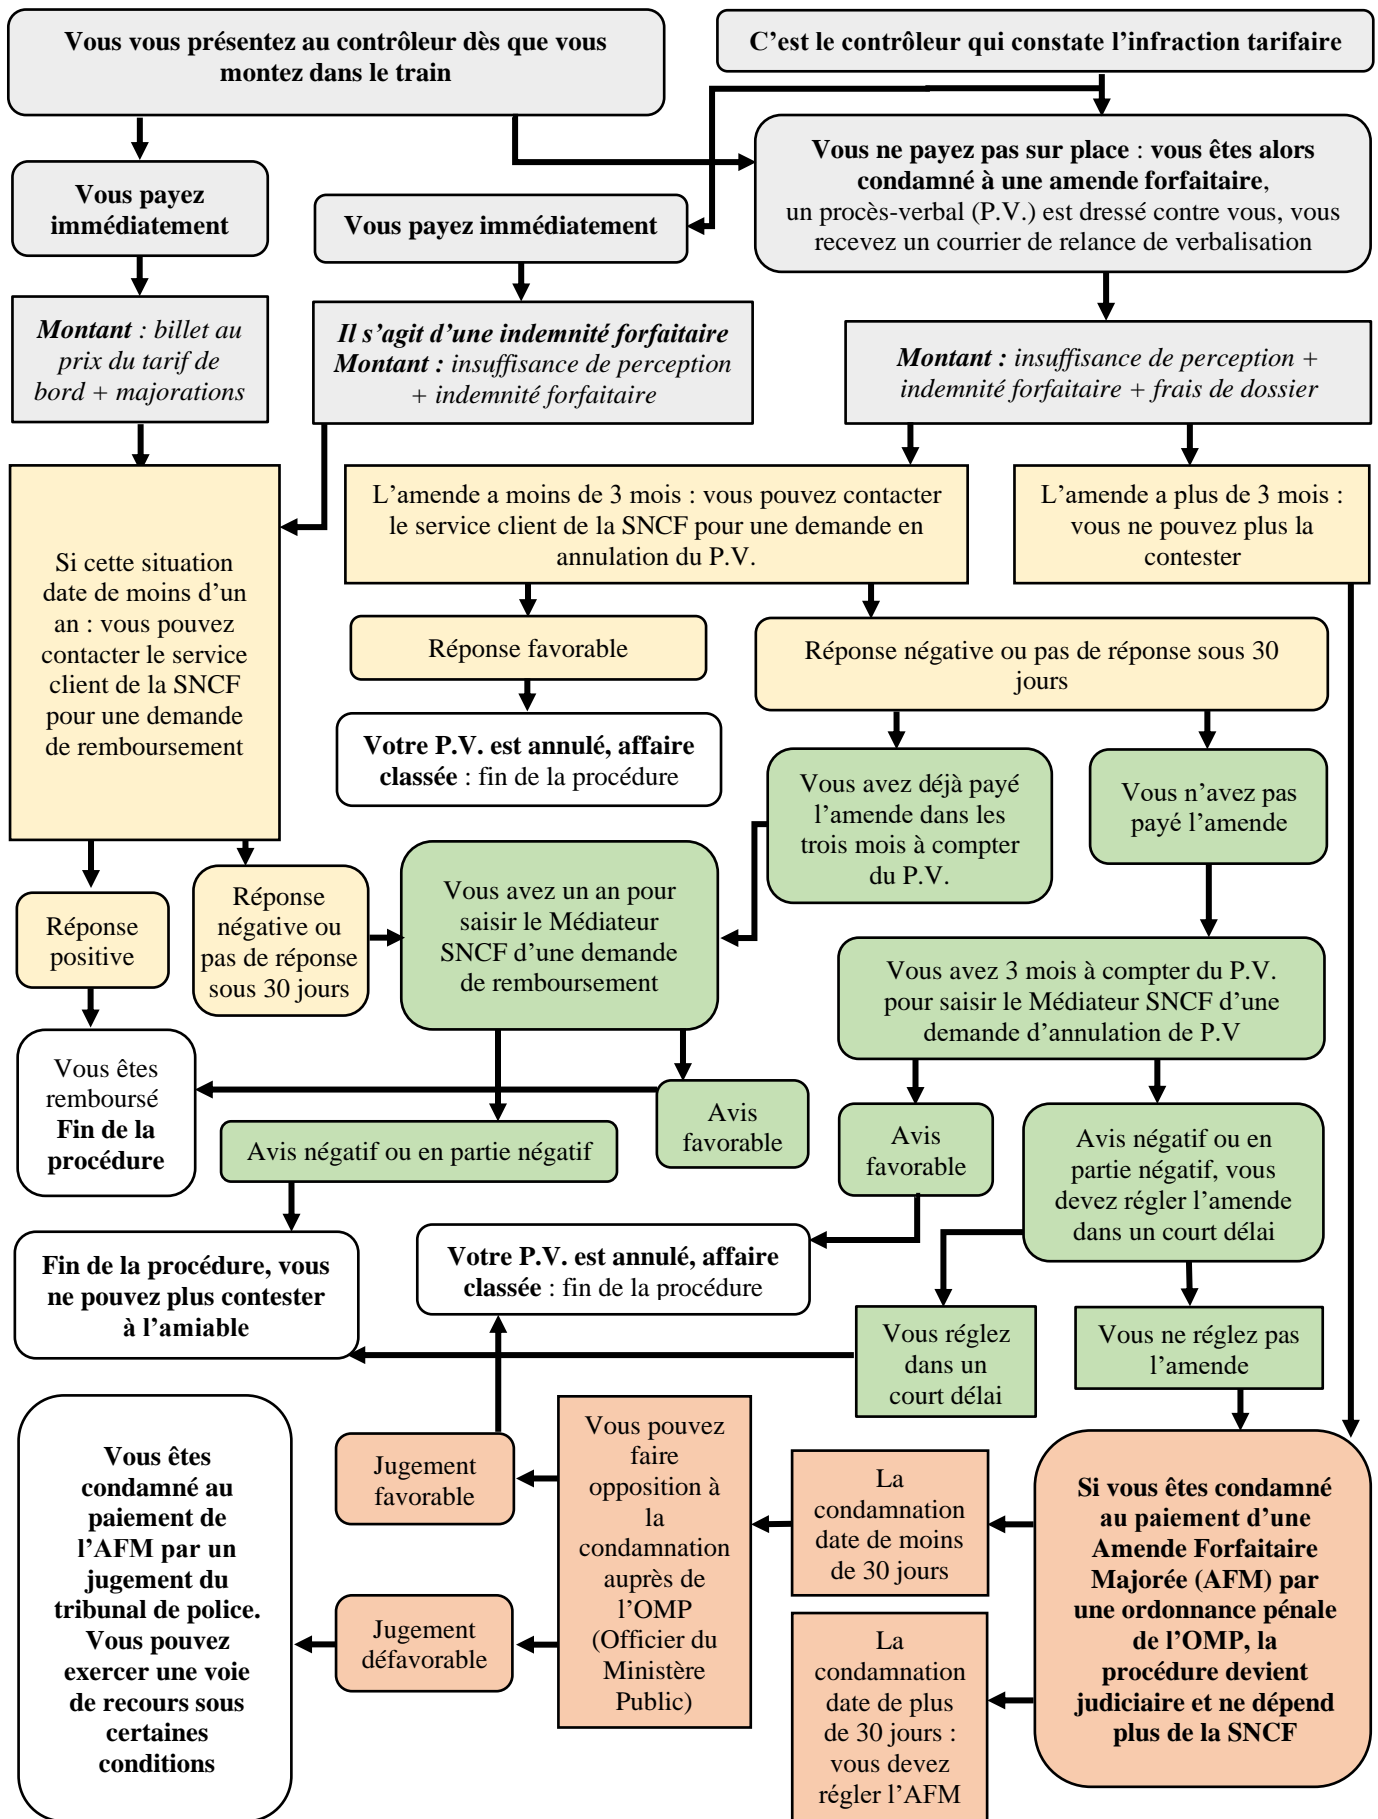 Vous vous présentez au contrôleur dès que vous
montez dans le train
C’est le contrôleur qui constate l’infraction tarifaire
Vous payez
immédiatement
Vous payez immédiatement
Vous ne payez pas sur place : vous êtes alors
condamné à une amende forfaitaire,
un procès-verbal (P.V.) est dressé contre vous, vous
recevez un courrier de relance de verbalisation
Montant : billet au
prix du tarif de
bord + majorations
Il s’agit d’une indemnité forfaitaire
Montant : insuffisance de perception
+ indemnité forfaitaire
Montant : insuffisance de perception +
indemnité forfaitaire + frais de dossier
Si cette situation
date de moins d’un
an : vous pouvez
contacter le service
client de la SNCF
pour une demande
de remboursement
L’amende a moins de 3 mois : vous pouvez contacter
le service client de la SNCF pour une demande en
annulation du P.V.
L’amende a plus de 3 mois :
vous ne pouvez plus la
contester
Réponse favorable
Réponse négative ou pas de réponse sous 30
jours
Votre P.V. est annulé, affaire
classée : fin de la procédure
Vous avez déjà payé
l’amende dans les
trois mois à compter
du P.V.
Vous n’avez pas
payé l’amende
Réponse
positive
Réponse
négative ou
pas de réponse
sous 30 jours
Vous avez un an pour
saisir le Médiateur
SNCF d’une demande
de remboursement
Vous avez 3 mois à compter du P.V.
pour saisir le Médiateur SNCF d’une
demande d’annulation de P.V
Vous êtes
remboursé
Fin de la
procédure
Avis négatif ou en partie négatif
Avis
favorable
Avis
favorable
Avis négatif ou en
partie négatif, vous
devez régler l’amende
dans un court délai
Fin de la procédure, vous
ne pouvez plus contester
à l’amiable
Votre P.V. est annulé, affaire
classée : fin de la procédure
Vous réglez
dans un
court délai
Vous ne réglez pas
l’amende
Vous êtes
condamné au
paiement de
l’AFM par un
jugement du
tribunal de police.
Vous pouvez
exercer une voie
de recours sous
certaines
conditions
Jugement
favorable
Jugement
défavorable
Vous pouvez
faire
opposition à
la
condamnation
auprès de
l’OMP
(Officier du
Ministère
Public)
La
condamnation
date de moins
de 30 jours
La
condamnation
date de plus
de 30 jours :
vous devez
régler l’AFM
Si vous êtes condamné
au paiement d’une
Amende Forfaitaire
Majorée (AFM) par
une ordonnance pénale
de l’OMP, la
procédure devient
judiciaire et ne dépend
plus de la SNCF